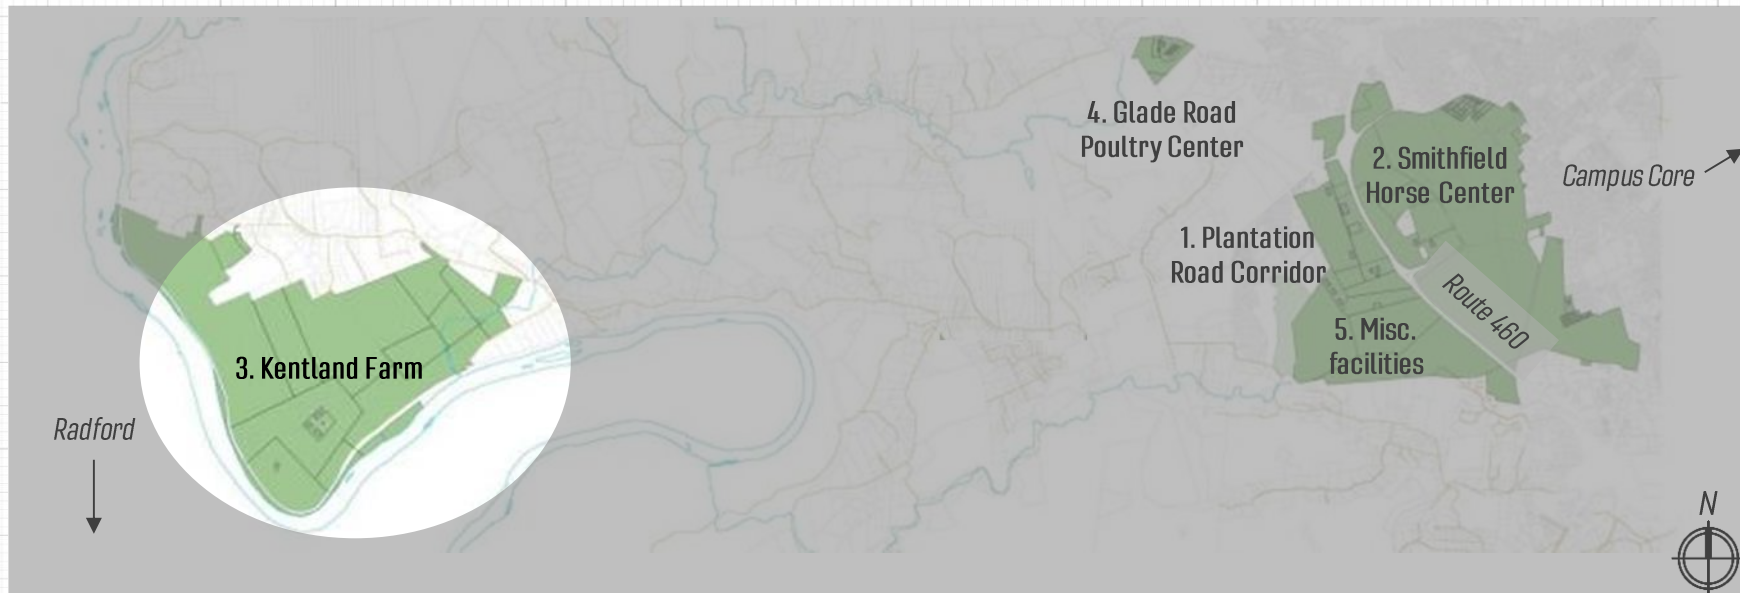 4. Glade Road
Poultry Center
2. Smithfield
Horse Center
Campus Core
1. Plantation
Road Corridor
Route 460
5. Misc.
facilities
3. Kentland Farm
Radford
N